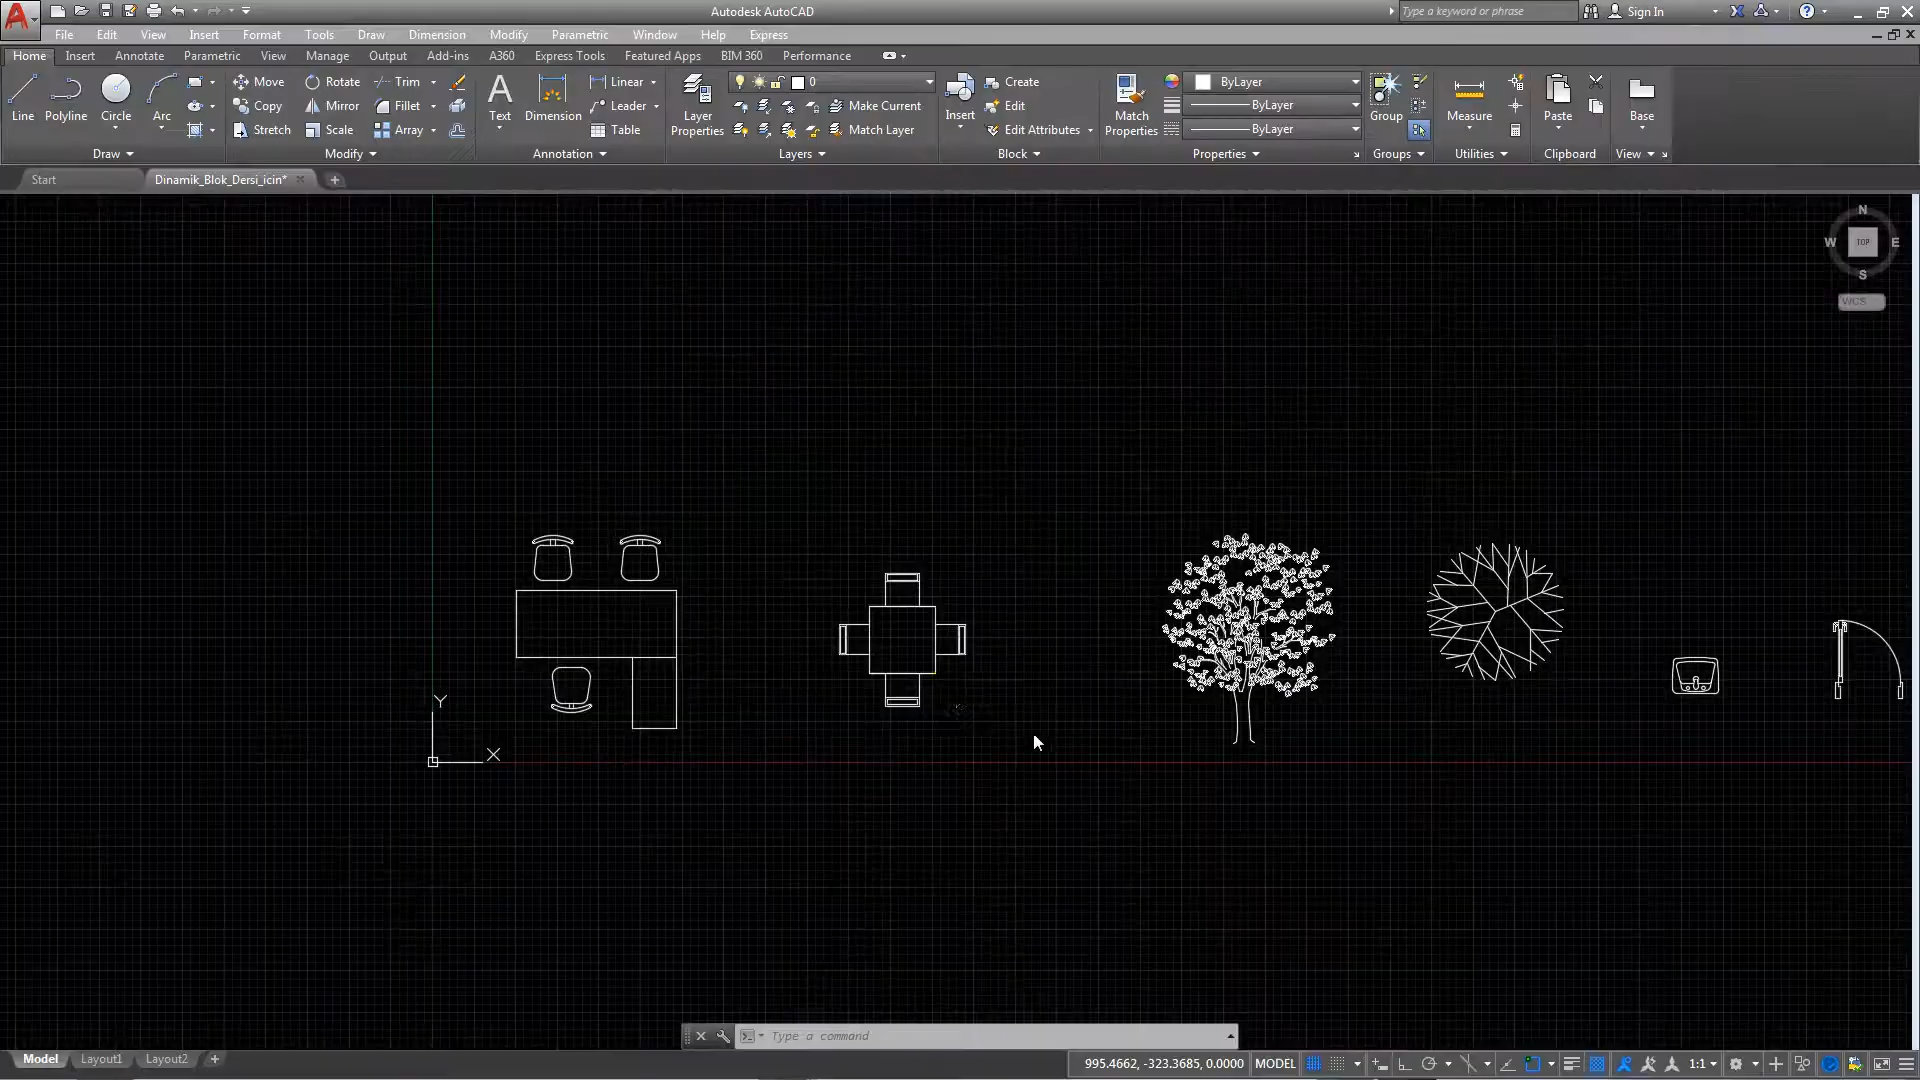 Autodesk AutoCAD
Type a keyword or phrase
Sign In
File Edit View Insert Format Tools Draw Dimension Modify Parametric Window Help Express
Home Insert Annotate Parametric View Manage Output Add-ins A360 Express Tools Featured Apps BIM 360 Performance
Line Polyline Circle Arc
Draw
Move Rotate Trim
Copy Mirror Fillet
Stretch Scale Array
Modify
Text Dimension
Linear
Leader
Table
Annotation
Layer Properties
0
Make Current
Match Layer
Layers
Insert
Create
Edit
Edit Attributes
Block
Match Properties
ByLayer
ByLayer
ByLayer
Properties
Group
Groups
Measure
Utilities
Paste
Clipboard
Base
View
Start
Dinamik_Blok_Dersi_icin*
N
W TOP E
S
WCS
Y
X
Type a command
Model Layout1 Layout2
995.4662, -323.3685, 0.0000 MODEL 1:1